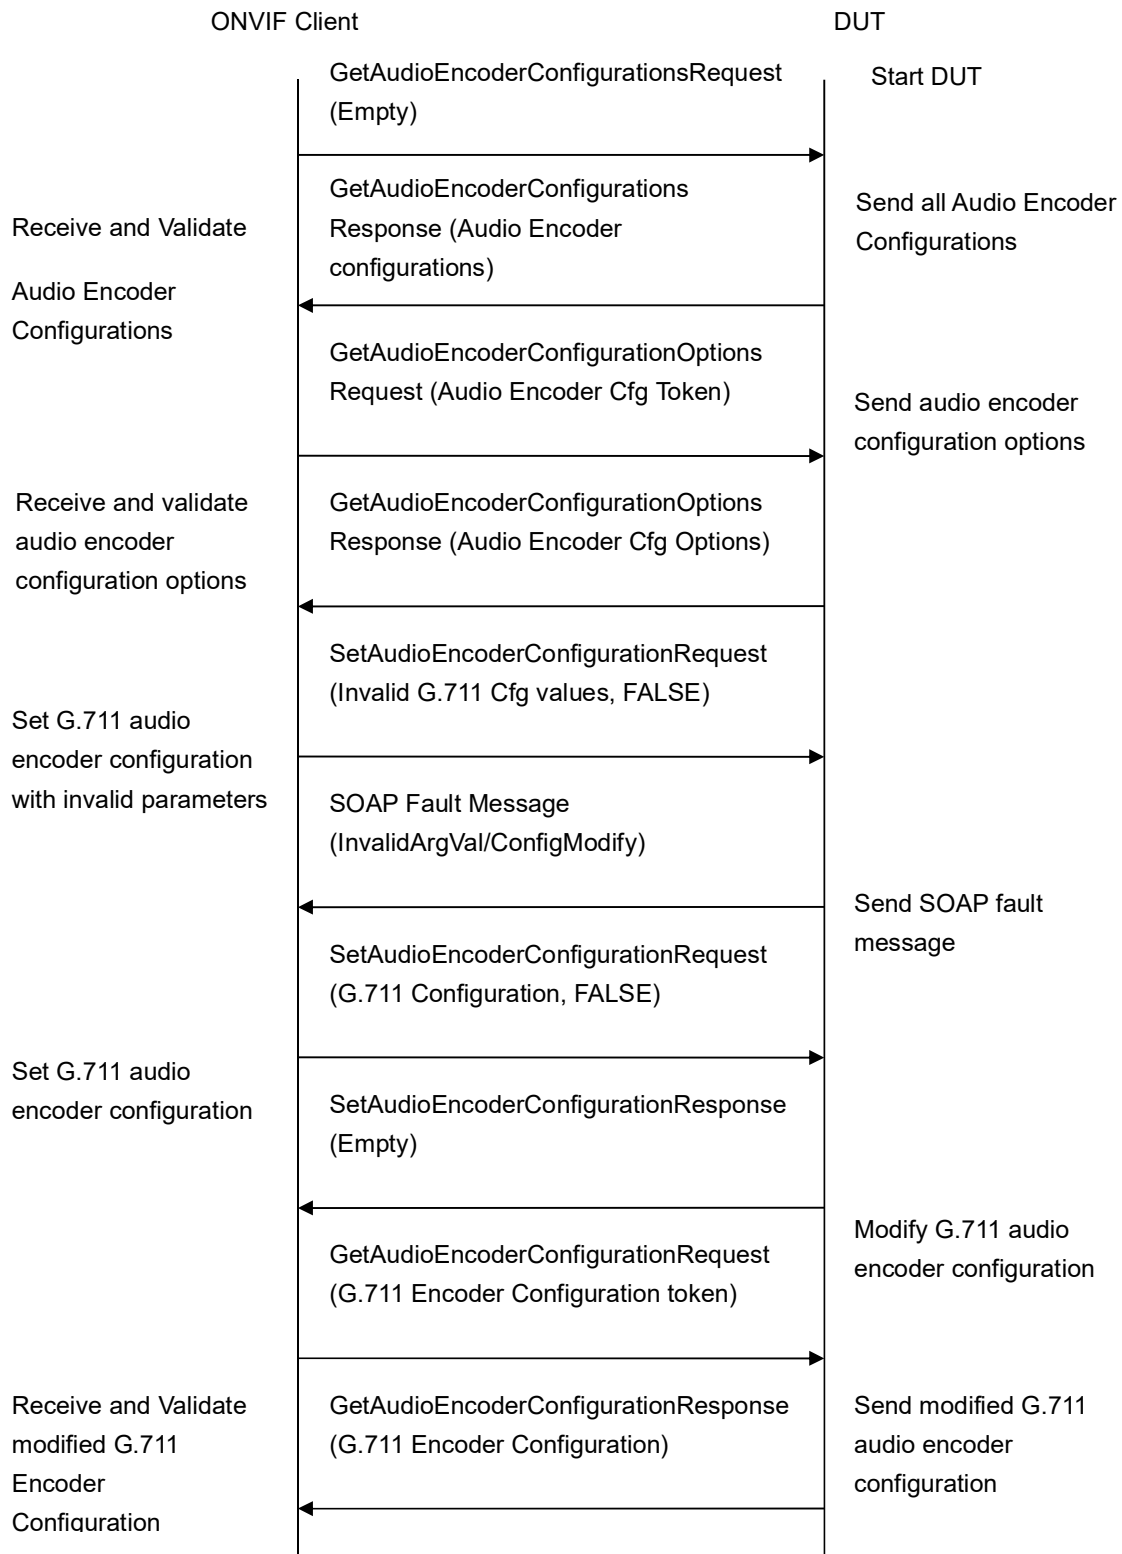 ONVIF Client
DUT
GetAudioEncoderConfigurationsRequest
(Empty)
Start DUT
GetAudioEncoderConfigurations
Response (Audio Encoder
configurations)
Send all Audio Encoder
Configurations
Receive and Validate
Audio Encoder
Configurations
GetAudioEncoderConfigurationOptions
Request (Audio Encoder Cfg Token)
Send audio encoder
configuration options
Receive and validate
audio encoder
configuration options
GetAudioEncoderConfigurationOptions
Response (Audio Encoder Cfg Options)
SetAudioEncoderConfigurationRequest
(Invalid G.711 Cfg values, FALSE)
Set G.711 audio
encoder configuration
with invalid parameters
SOAP Fault Message
(InvalidArgVal/ConfigModify)
Send SOAP fault
message
SetAudioEncoderConfigurationRequest
(G.711 Configuration, FALSE)
Set G.711 audio
encoder configuration
SetAudioEncoderConfigurationResponse
(Empty)
Modify G.711 audio
encoder configuration
GetAudioEncoderConfigurationRequest
(G.711 Encoder Configuration token)
Receive and Validate
modified G.711
Encoder
Configuration
GetAudioEncoderConfigurationResponse
(G.711 Encoder Configuration)
Send modified G.711
audio encoder
configuration